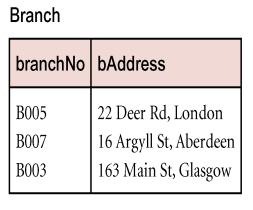 Branch
branchNo bAddress
B005 22 Deer Rd, London
B007 16 Argyll St, Aberdeen
B003 163 Main St, Glasgow